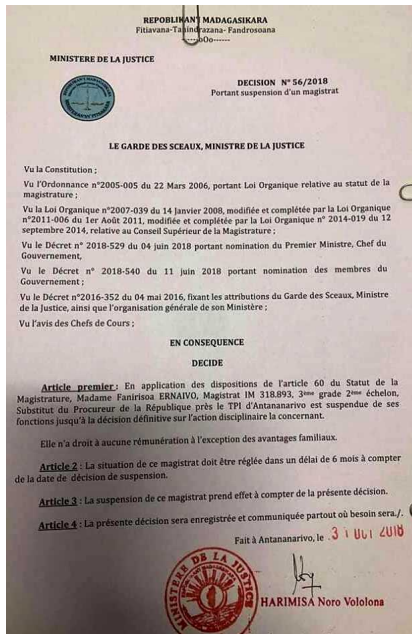 REPOBLIKAN'I MADAGASIKARA
Fitiavana-Tanindrazana-Fandrosoana
-----oOo------
MINISTERE DE LA JUSTICE
DECISION N° 56/2018
Portant suspension d'un magistrat
LE GARDE DES SCEAUX, MINISTRE DE LA JUSTICE
Vu la Constitution ;
Vu l'Ordonnance n°2005-005 du 22 Mars 2006, portant Loi Organique relative au statut de la
magistrature ;
Vu la Loi Organique n°2007-039 du 14 Janvier 2008, modifiée et complétée par la Loi Organique
n°2011-006 du 1er Août 2011, modifiée et complétée par la Loi Organique n° 2014-019 du 12
septembre 2014, relative au Conseil Supérieur de la Magistrature ;
Vu le Décret n° 2018-529 du 04 juin 2018 portant nomination du Premier Ministre, Chef du
Gouvernement,
Vu le Décret n° 2018-540 du 11 juin 2018 portant nomination des membres du
Gouvernement ;
Vu le Décret n°2016-352 du 04 mai 2016, fixant les attributions du Garde des Sceaux, Ministre
de la Justice, ainsi que l'organisation générale de son Ministère ;
Vu l'avis des Chefs de Cour ;
EN CONSEQUENCE
DECIDE
Article premier : En application des dispositions de l'article 60 du Statut de la
Magistrature, Madame Fanirisoa ERNAIVO, Magistrat IM 318.893, 3ème grade 2ème échelon,
Substitut du Procureur de la République près le TPI d'Antananarivo est suspendue de ses
fonctions jusqu'à la décision définitive sur l'action disciplinaire la concernant.
Elle n'a droit à aucune rémunération à l'exception des avantages familiaux.
Article 2 : La situation de ce magistrat doit être réglée dans un délai de 6 mois à compter
de la date de décision de suspension.
Article 3 : La suspension de ce magistrat prend effet à compter de la présente décision.
Article 4 : La présente décision sera enregistrée et communiquée partout où besoin sera./.
Fait à Antananarivo, le 31 OCT 2018
MINISTERE DE LA JUSTICE
HARIMISA Noro Vololona